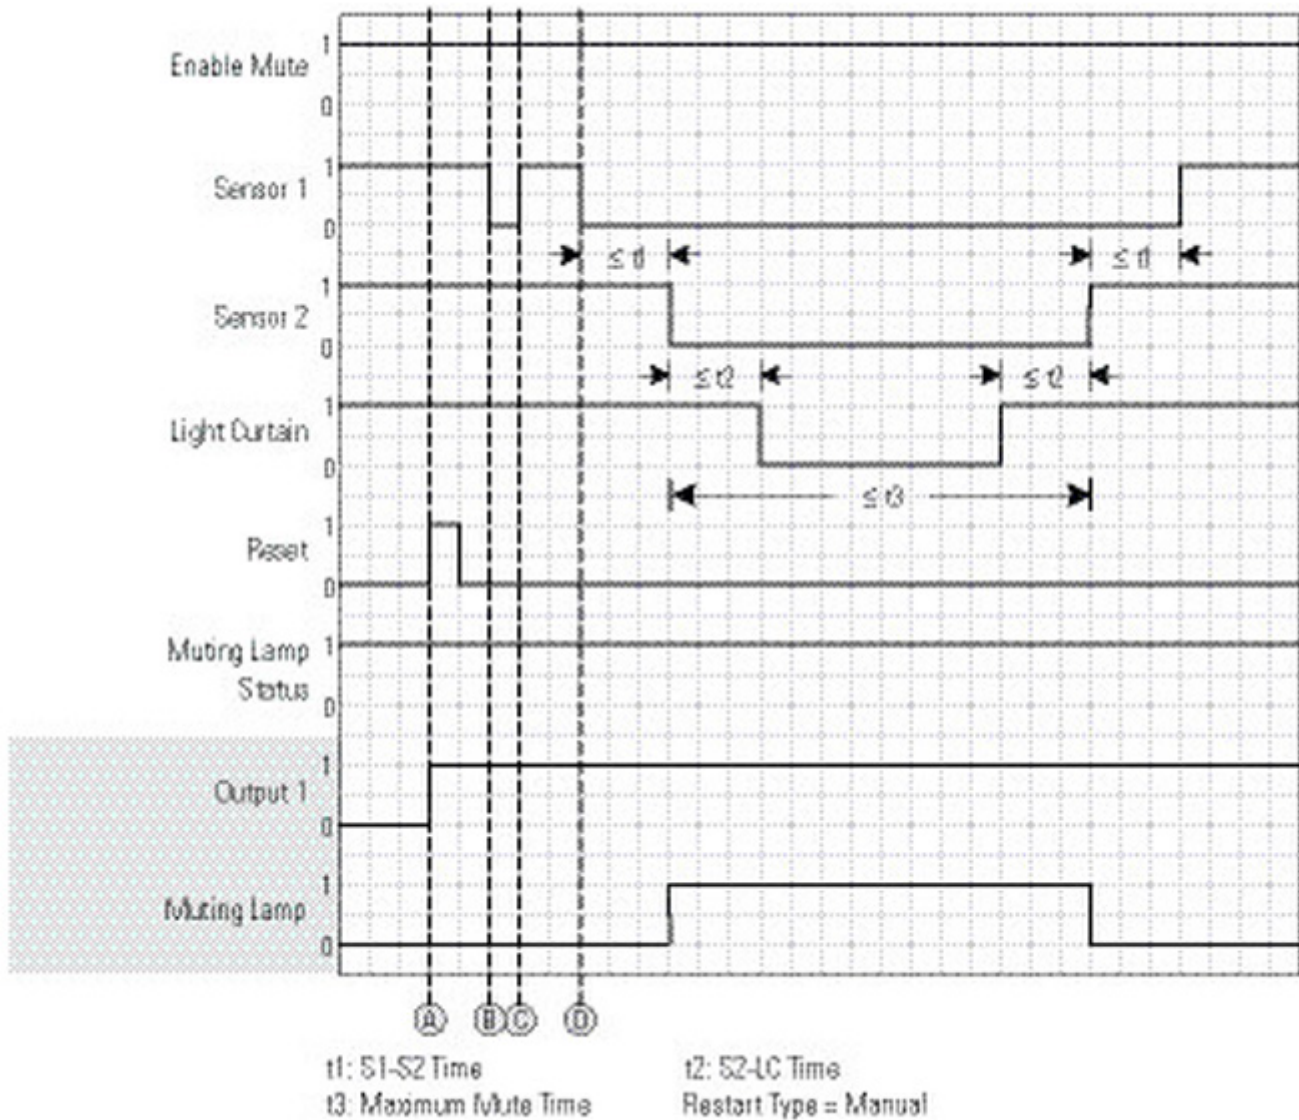 Enable Mute
1
0
Sensor 1
1
0
≤ t1
≤ t1
Sensor 2
1
0
≤ t2
≤ t2
Light Curtain
1
0
≤ t3
Reset
1
0
Muting Lamp
Status
1
0
Output 1
1
0
Muting Lamp
1
0
A B C D
t1: S1-S2 Time
t2: S2-LC Time
t3: Maximum Mute Time
Restart Type = Manual